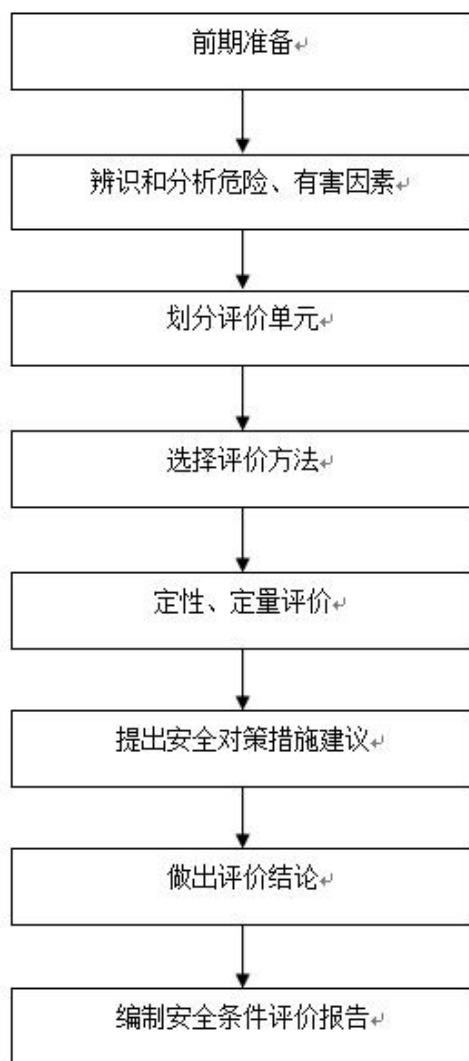 前期准备
辨识和分析危险、有害因素
划分评价单元
选择评价方法
定性、定量评价
提出安全对策措施建议
做出评价结论
编制安全条件评价报告